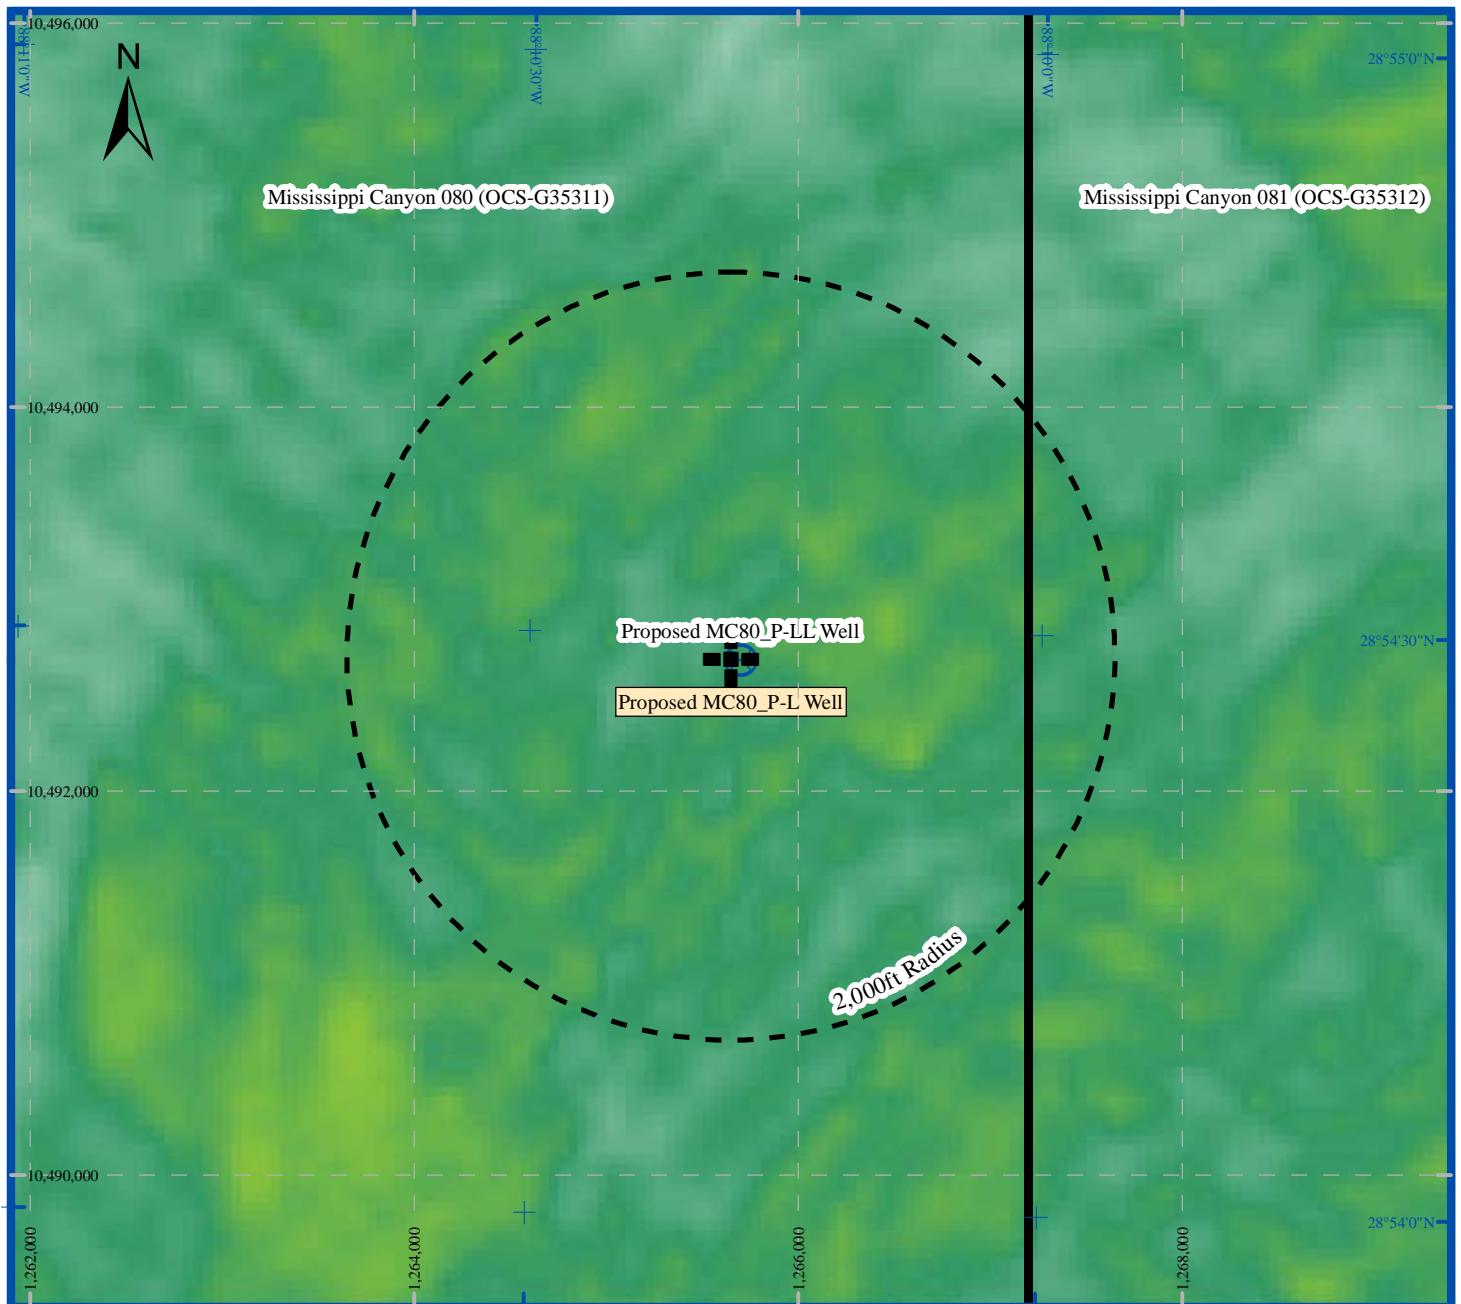 10,496,000
88°11'0"W
88°10'30"W
88°10'0"W
28°55'0"N
N
Mississippi Canyon 080 (OCS-G35311)
Mississippi Canyon 081 (OCS-G35312)
10,494,000
Proposed MC80_P-LL Well
28°54'30"N
Proposed MC80_P-L Well
10,492,000
2,000ft Radius
10,490,000
28°54'0"N
1,262,000
1,264,000
1,266,000
1,268,000